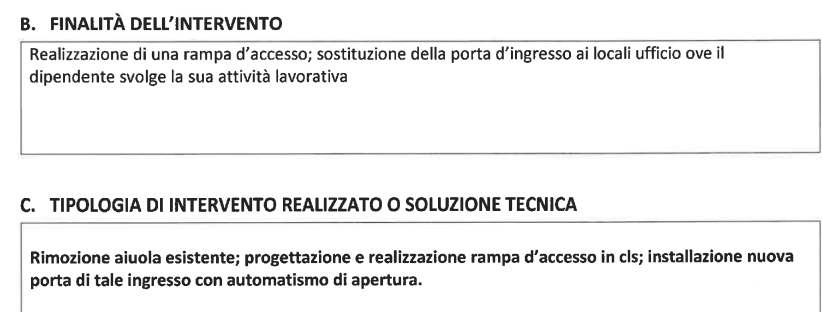 B. FINALITÀ DELL'INTERVENTO
Realizzazione di una rampa d'accesso; sostituzione della porta d'ingresso ai locali ufficio ove il
dipendente svolge la sua attività lavorativa
C. TIPOLOGIA DI INTERVENTO REALIZZATO O SOLUZIONE TECNICA
Rimozione aiuola esistente; progettazione e realizzazione rampa d'accesso in cls; installazione nuova
porta di tale ingresso con automatismo di apertura.